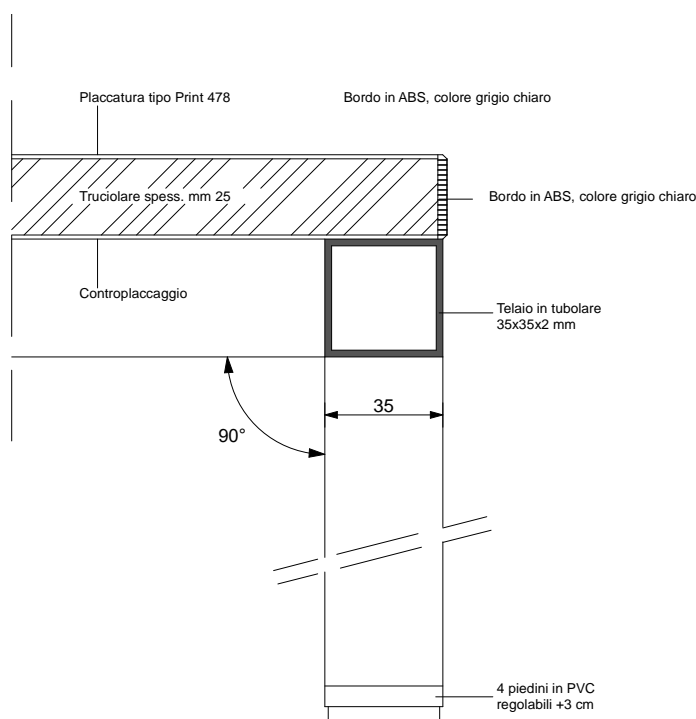 Placcatura tipo Print 478
Bordo in ABS, colore grigio chiaro
Truciolare spess. mm 25
Bordo in ABS, colore grigio chiaro
Controplaccaggio
Telaio in tubolare
35x35x2 mm
35
90°
4 piedini in PVC
regolabili +3 cm